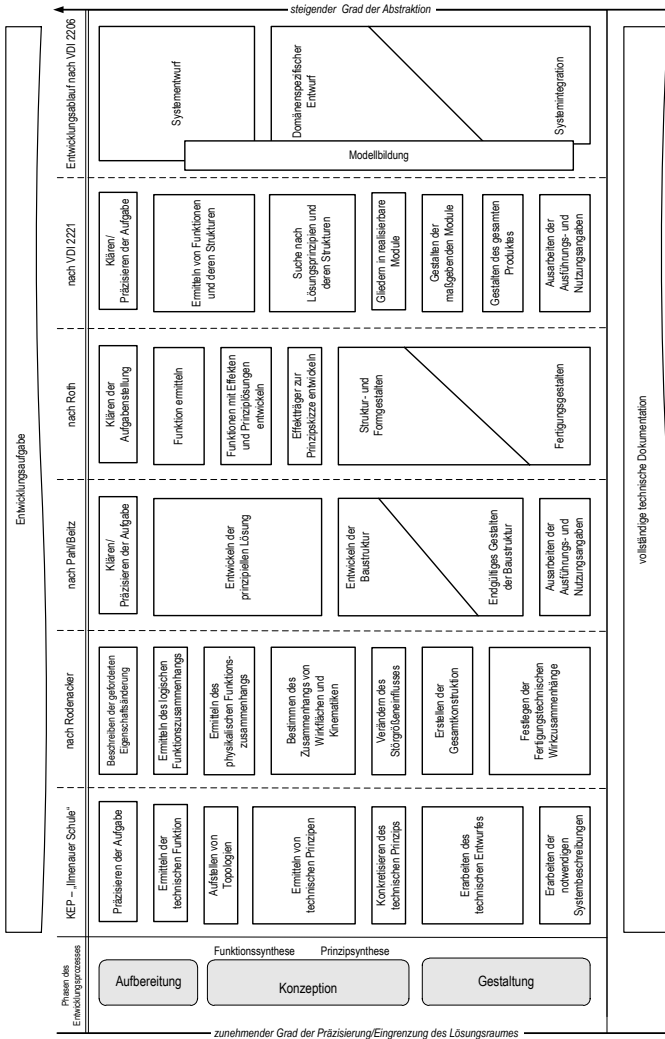 steigender Grad der Abstraktion
Entwicklungsaufgabe
Phasen des
Entwicklungsprozesses
Aufbereitung
Funktionssynthese
Prinzipsynthese
Konzeption
Gestaltung
KEP – „Ilmenauer Schule“
Präzisieren der Aufgabe
Ermitteln der
technischen Funktion
Aufstellen von
Topologien
Ermitteln von
technischen Prinzipen
Konkretisieren des
technischen Prinzips
Erarbeiten des
technischen Entwurfes
Erarbeiten der
notwendigen
Systembeschreibungen
nach Rodenacker
Beschreiben der geforderten
Eigenschaftsänderung
Ermitteln des logischen
Funktionszusammenhangs
Ermitteln des
physikalischen Funktions-
zusammenhangs
Bestimmen des
Zusammenhangs von
Wirkflächen und
Kinematiken
Verändern des
Störgrößeneinflusses
Erstellen der
Gesamtkonstruktion
Festlegen der
Fertigungstechnischen
Wirkzusammenhänge
nach Pahl/Beitz
Klären/
Präzisieren der Aufgabe
Entwickeln der
prinzipiellen Lösung
Entwickeln der
Baustruktur
Endgültiges Gestalten
der Baustruktur
Ausarbeiten der
Ausführungs- und
Nutzungsangaben
nach Roth
Klären der
Aufgabenstellung
Funktion ermitteln
Funktionen mit Effekten
und Prinziplösungen
entwickeln
Effektträger zur
Prinzipskizze entwickeln
Struktur- und
Formgestalten
Fertigungsgestalten
nach VDI 2221
Klären/
Präzisieren der Aufgabe
Ermitteln von Funktionen
und deren Strukturen
Suche nach
Lösungsprinzipien und
deren Strukturen
Gliedern in realisierbare
Module
Gestalten der
maßgebenden Module
Gestalten des gesamten
Produktes
Ausarbeiten der
Ausführungs- und
Nutzungsangaben
Entwicklungsablauf nach VDI 2206
Systementwurf
Domänenspezifischer
Entwurf
Systemintegration
Modellbildung
vollständige technische Dokumentation
zunehmender Grad der Präzisierung/Eingrenzung des Lösungsraumes